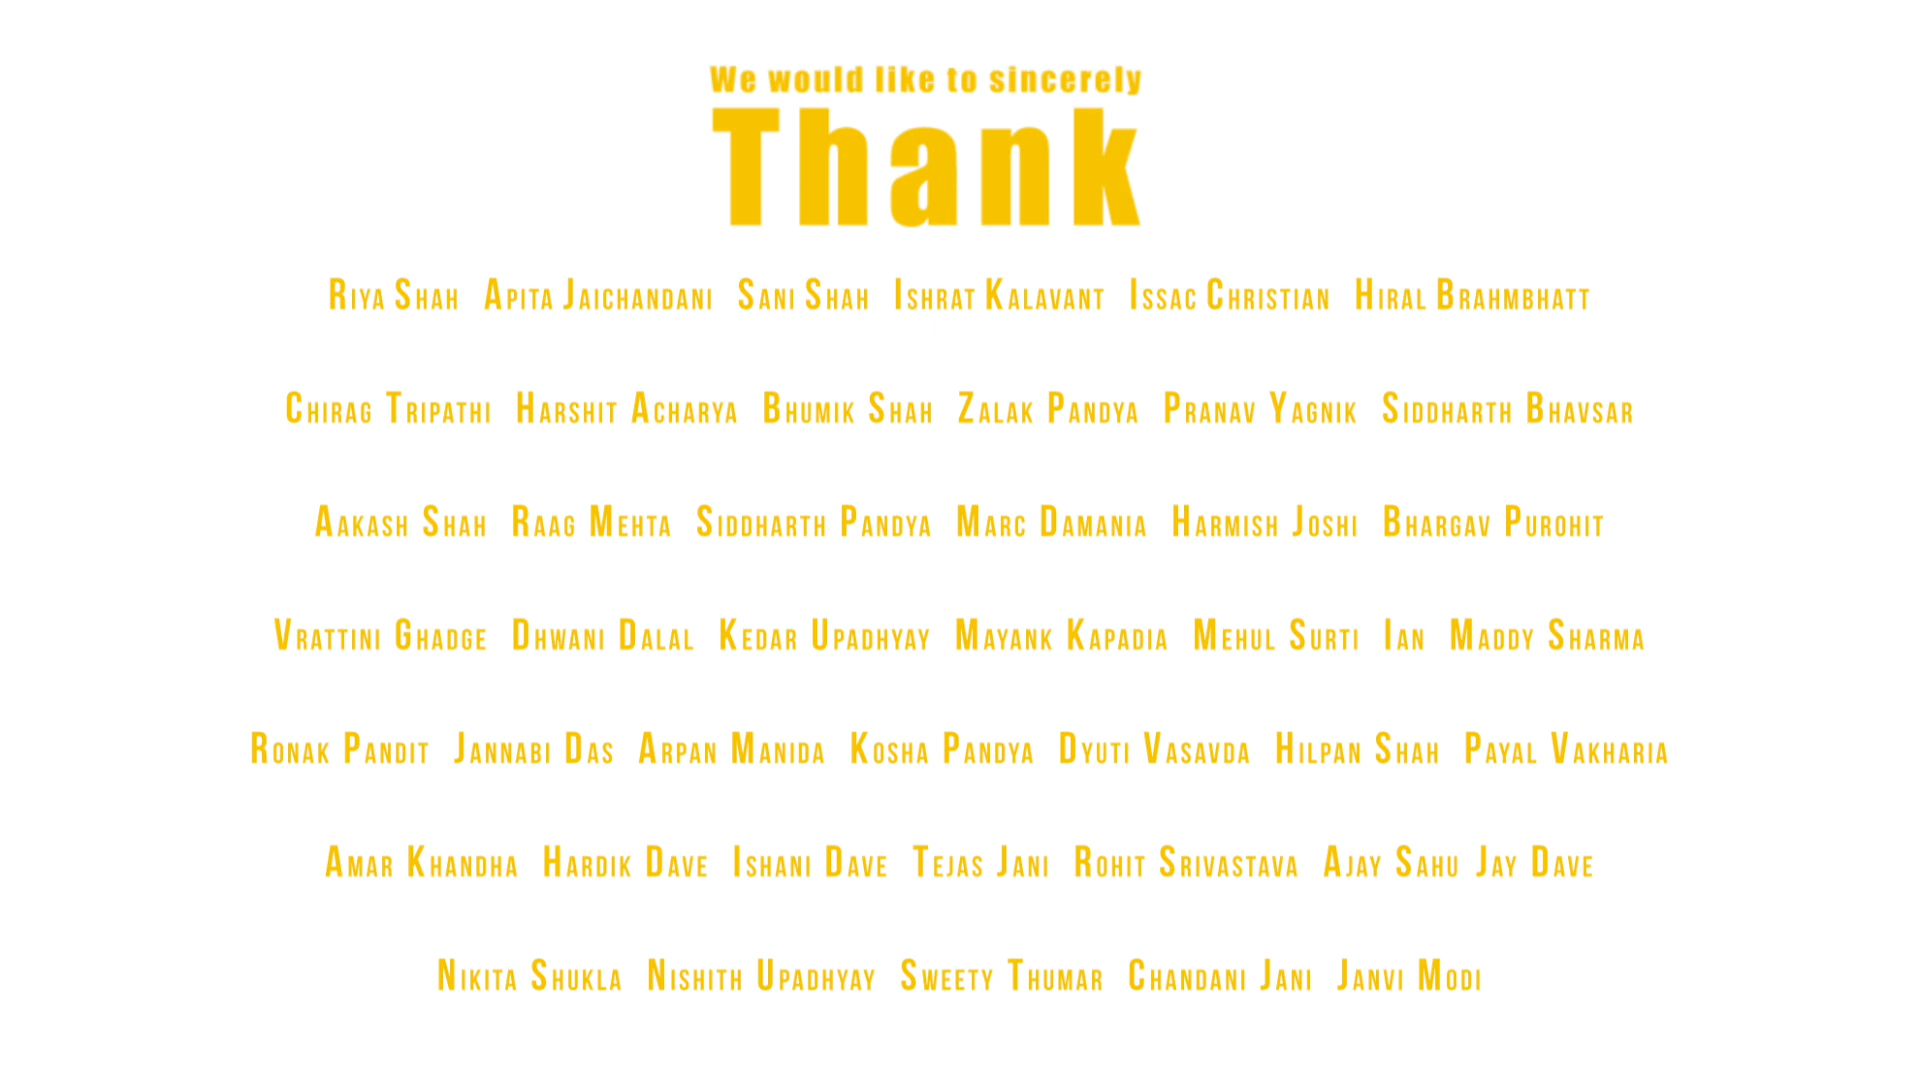 We would like to sincerely
Thank
Riya Shah Apita Jaichandani Sani Shah Ishrat Kalavant Issac Christian Hiral Brahmbhatt
Chirag Tripathi Harshit Acharya Bhumik Shah Zalak Pandya Pranav Yagnik Siddharth Bhavsar
Aakash Shah Raag Mehta Siddharth Pandya Marc Damania Harmish Joshi Bhargav Purohit
Vrattini Ghadge Dhwani Dalal Kedar Upadhyay Mayank Kapadia Mehul Surti Ian Maddy Sharma
Ronak Pandit Jannabi Das Arpan Manida Kosha Pandya Dyuti Vasavda Hilpan Shah Payal Vakharia
Amar Khandha Hardik Dave Ishani Dave Tejas Jani Rohit Srivastava Ajay Sahu Jay Dave
Nikita Shukla Nishith Upadhyay Sweety Thumar Chandani Jani Janvi Modi